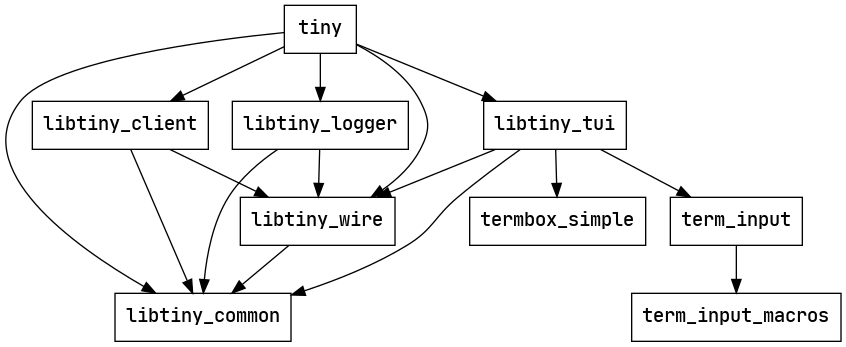 tiny
libtiny_client
libtiny_logger
libtiny_tui
libtiny_wire
termbox_simple
term_input
libtiny_common
term_input_macros